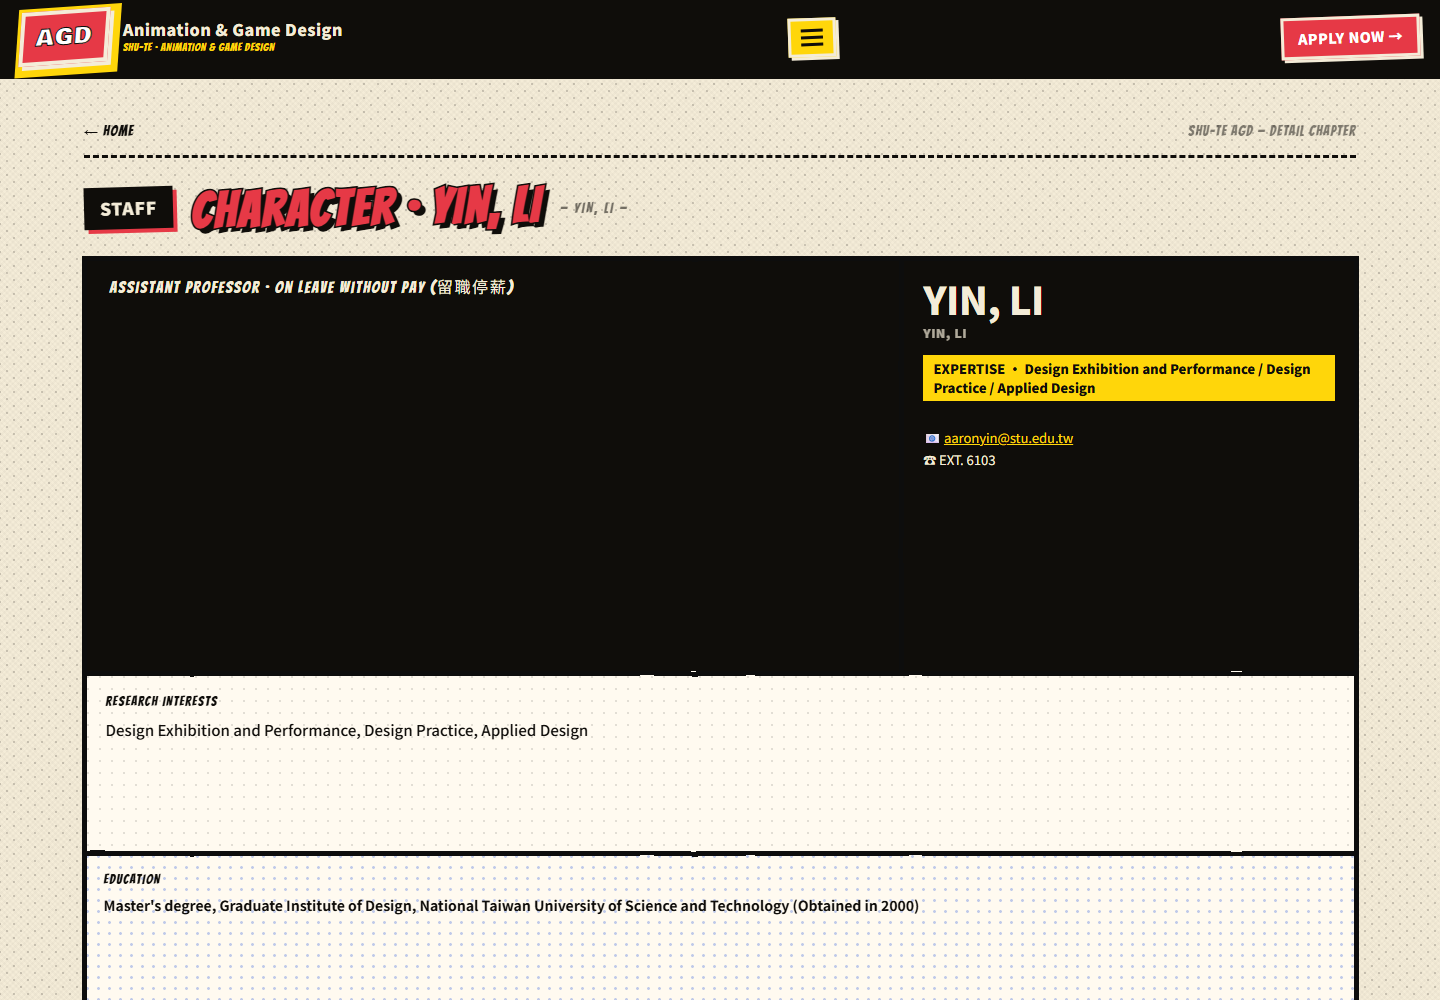 AGD
Animation & Game Design
SHU-TE · ANIMATION & GAME DESIGN
APPLY NOW →
← HOME
SHU-TE AGD — DETAIL CHAPTER
STAFF
CHARACTER · YIN, LI
— YIN, LI —
ASSISTANT PROFESSOR · ON LEAVE WITHOUT PAY (留職停薪)
YIN, LI
YIN, LI
EXPERTISE · Design Exhibition and Performance / Design
Practice / Applied Design
aaronyin@stu.edu.tw
☎ EXT. 6103
RESEARCH INTERESTS
Design Exhibition and Performance, Design Practice, Applied Design
EDUCATION
Master's degree, Graduate Institute of Design, National Taiwan University of Science and Technology (Obtained in 2000)